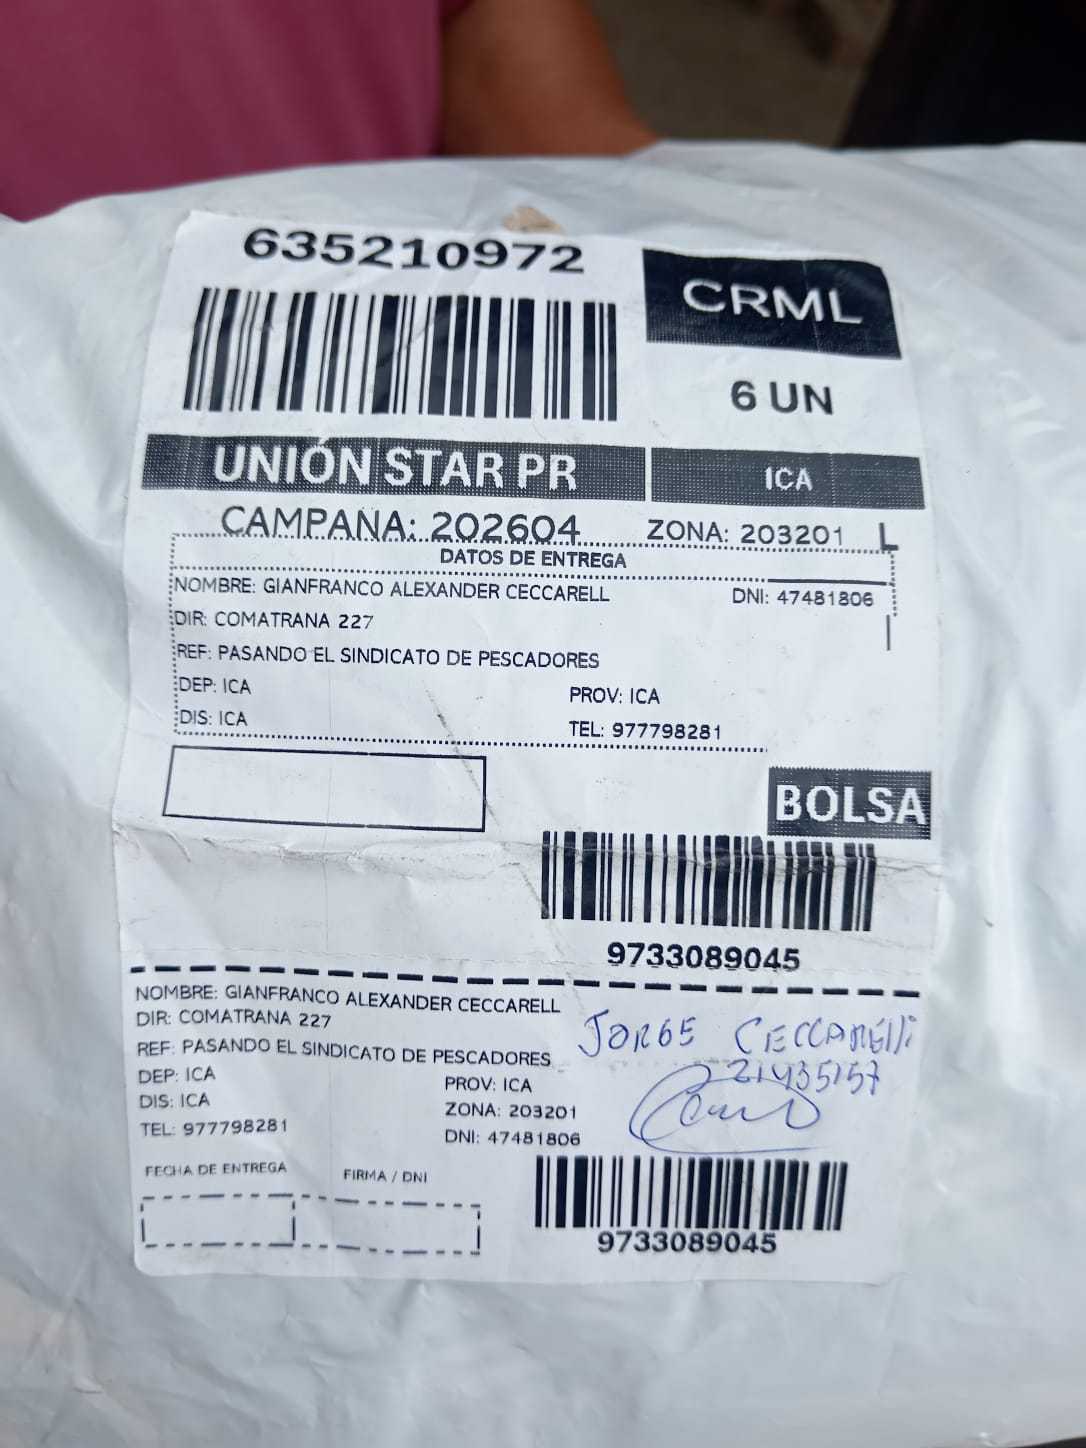 635210972
CRML
6 UN
UNIÓN STAR PR
ICA
CAMPAÑA: 202604
ZONA: 203201
L
DATOS DE ENTREGA
NOMBRE: GIANFRANCO ALEXANDER CECCARELL
DNI: 47481806
DIR: COMATRANA 227
REF: PASANDO EL SINDICATO DE PESCADORES
DEP: ICA
PROV: ICA
DIS: ICA
TEL: 977798281
BOLSA
9733089045
NOMBRE: GIANFRANCO ALEXANDER CECCARELL
DIR: COMATRANA 227
JORGE CECCARElli
REF: PASANDO EL SINDICATO DE PESCADORES
21435157
DEP: ICA
PROV: ICA
DIS: ICA
ZONA: 203201
TEL: 977798281
DNI: 47481806
FECHA DE ENTREGA
FIRMA / DNI
9733089045